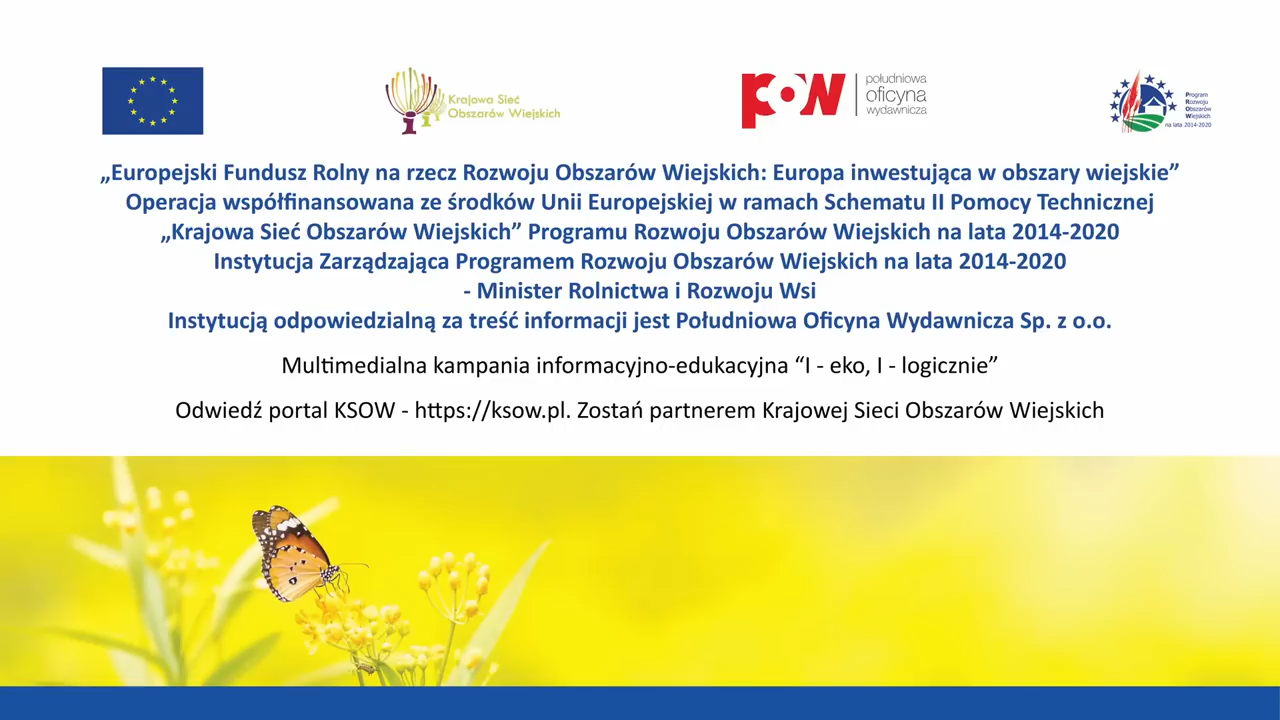 Krajowa Sieć
Obszarów Wiejskich
pow
południowa
oficyna
wydawnicza
Program
Rozwoju
Obszarów
Wiejskich
na lata 2014-2020
„Europejski Fundusz Rolny na rzecz Rozwoju Obszarów Wiejskich: Europa inwestująca w obszary wiejskie”
Operacja współfinansowana ze środków Unii Europejskiej w ramach Schematu II Pomocy Technicznej
„Krajowa Sieć Obszarów Wiejskich” Programu Rozwoju Obszarów Wiejskich na lata 2014-2020
Instytucja Zarządzająca Programem Rozwoju Obszarów Wiejskich na lata 2014-2020
- Minister Rolnictwa i Rozwoju Wsi
Instytucją odpowiedzialną za treść informacji jest Południowa Oficyna Wydawnicza Sp. z o.o.
Multimedialna kampania informacyjno-edukacyjna “I - eko, I - logicznie”
Odwiedź portal KSOW - https://ksow.pl. Zostań partnerem Krajowej Sieci Obszarów Wiejskich